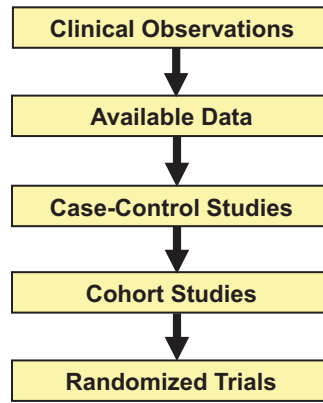 Clinical Observations
Available Data
Case-Control Studies
Cohort Studies
Randomized Trials